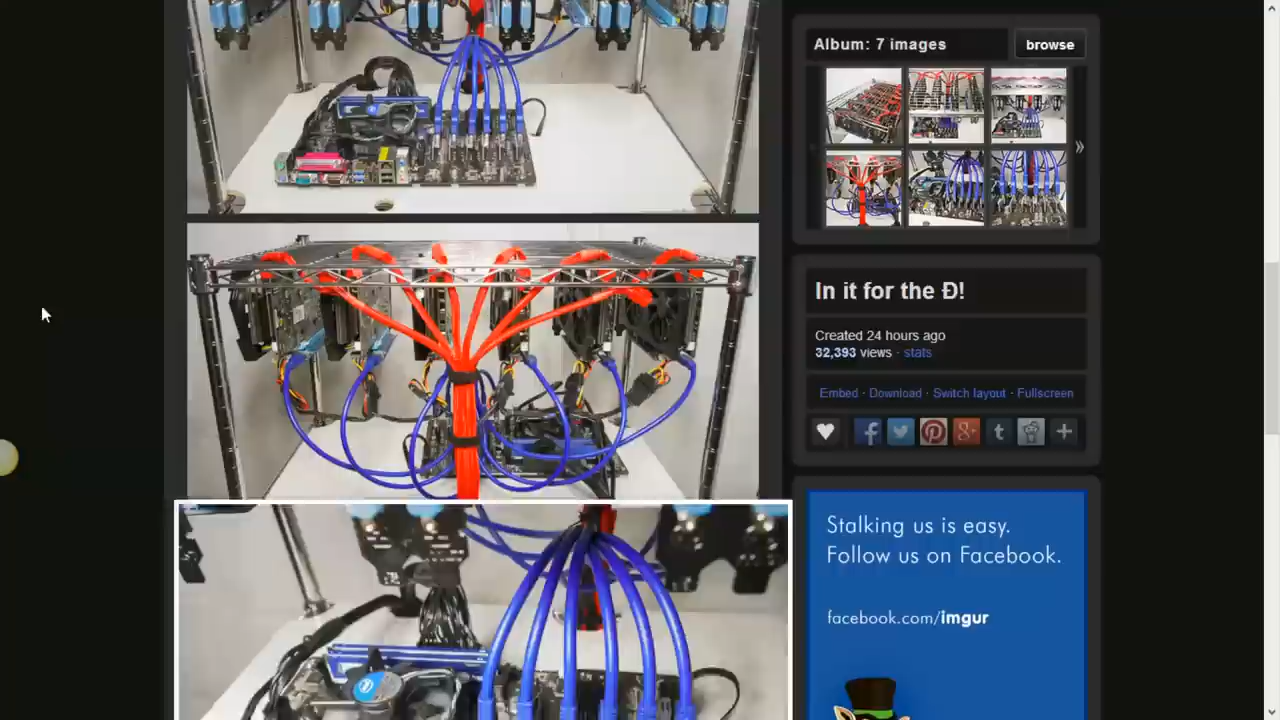 Album: 7 images
browse
»
In it for the Đ!
Created 24 hours ago
32,393 views · stats
Embed · Download · Switch layout · Fullscreen
Stalking us is easy.
Follow us on Facebook.
facebook.com/imgur